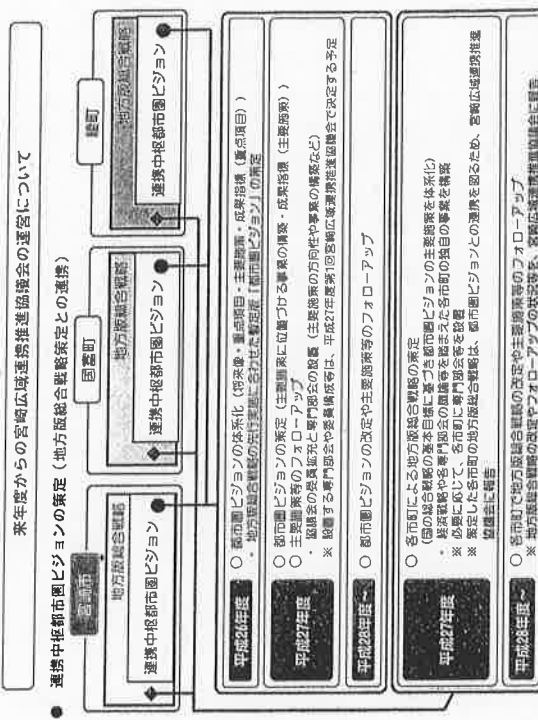 来年度からの宮崎広域連携推進協議会の運営について
● 連携中枢都市圏ビジョンの策定（地方版総合戦略策定との連携）
宮崎市
地方版総合戦略
連携中枢都市圏ビジョン
国富町
地方版総合戦略
連携中枢都市圏ビジョン
綾町
地方版総合戦略
連携中枢都市圏ビジョン
平成26年度
○ 都市圏ビジョンの体系化（将来像・重点項目・主要施策・成果指標（重点項目））
・ 地方版総合戦略の先行実施に合わせた暫定版「都市圏ビジョン」の策定
平成27年度
○ 都市圏ビジョンの策定（主要施策に位置づける事業の構築・成果指標（主要施策））
○ 主要施策等のフォローアップ
・ 協議会の委員拡充と専門部会の設置（主要施策の方向性や事業の構築など）
※ 設置する専門部会や委員構成等は、平成27年度第1回宮崎広域連携推進協議会で決定する予定
平成28年度～
○ 都市圏ビジョンの改定や主要施策等のフォローアップ
平成27年度
○ 各市町による地方版総合戦略の策定
（国の総合戦略の基本目標に基づき都市圏ビジョンの主要施策を体系化）
・ 経済戦略や各専門部会の議論等を踏まえた各市町の独自の事業を構築
※ 必要に応じて、各市町に専門部会等を設置
※ 策定した各市町の地方版総合戦略は、都市圏ビジョンとの連携を図るため、宮崎広域連携推進
協議会に報告
平成28年度～
○ 各市町で地方版総合戦略の改定や主要施策等のフォローアップ
※ 地方版総合戦略の改定やフォローアップの状況等を、宮崎広域連携推進協議会に報告